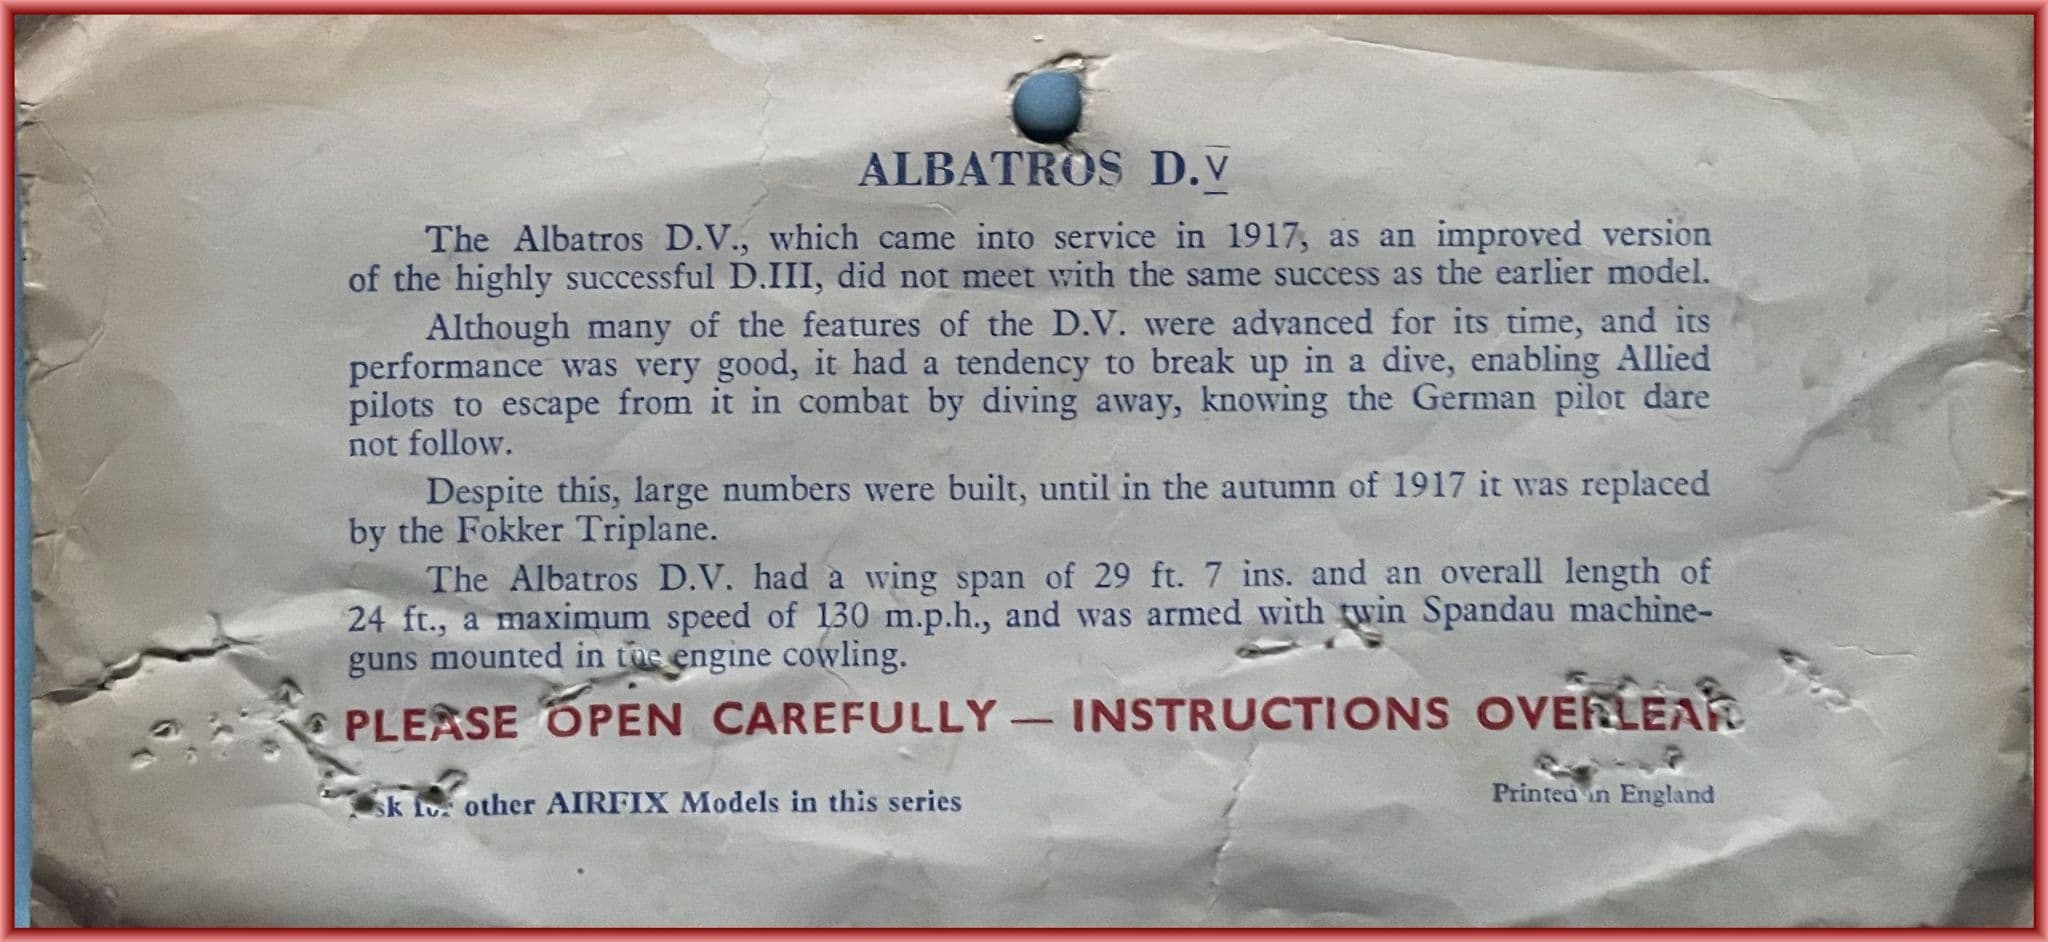 ALBATROS D.V
The Albatros D.V., which came into service in 1917, as an improved version
of the highly successful D.III, did not meet with the same success as the earlier model.
Although many of the features of the D.V. were advanced for its time, and its
performance was very good, it had a tendency to break up in a dive, enabling Allied
pilots to escape from it in combat by diving away, knowing the German pilot dare
not follow.
Despite this, large numbers were built, until in the autumn of 1917 it was replaced
by the Fokker Triplane.
The Albatros D.V. had a wing span of 29 ft. 7 ins. and an overall length of
24 ft., a maximum speed of 130 m.p.h., and was armed with twin Spandau machine-
guns mounted in the engine cowling.
PLEASE OPEN CAREFULLY — INSTRUCTIONS OVERLEAF
Ask for other AIRFIX Models in this series
Printed in England